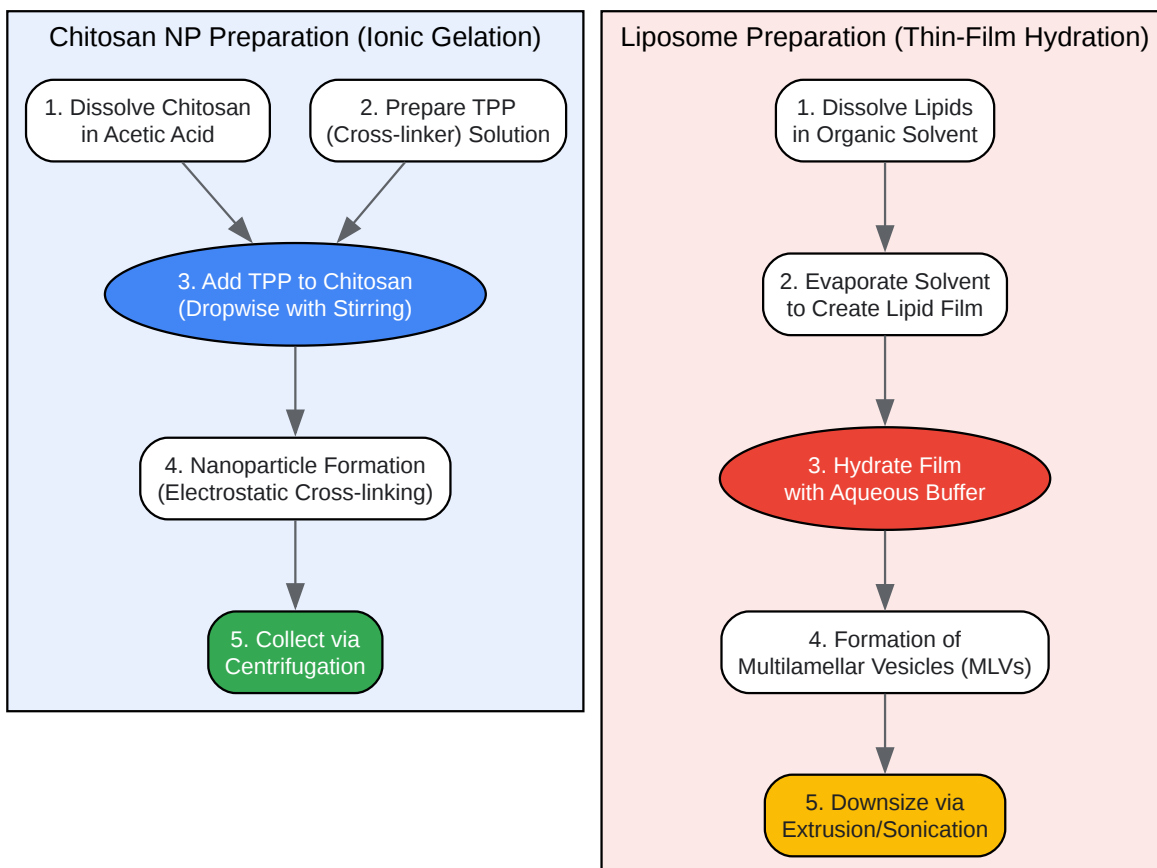 Chitosan NP Preparation (Ionic Gelation)
1. Dissolve Chitosan
in Acetic Acid
2. Prepare TPP
(Cross-linker) Solution
3. Add TPP to Chitosan
(Dropwise with Stirring)
4. Nanoparticle Formation
(Electrostatic Cross-linking)
5. Collect via
Centrifugation
Liposome Preparation (Thin-Film Hydration)
1. Dissolve Lipids
in Organic Solvent
2. Evaporate Solvent
to Create Lipid Film
3. Hydrate Film
with Aqueous Buffer
4. Formation of
Multilamellar Vesicles (MLVs)
5. Downsize via
Extrusion/Sonication